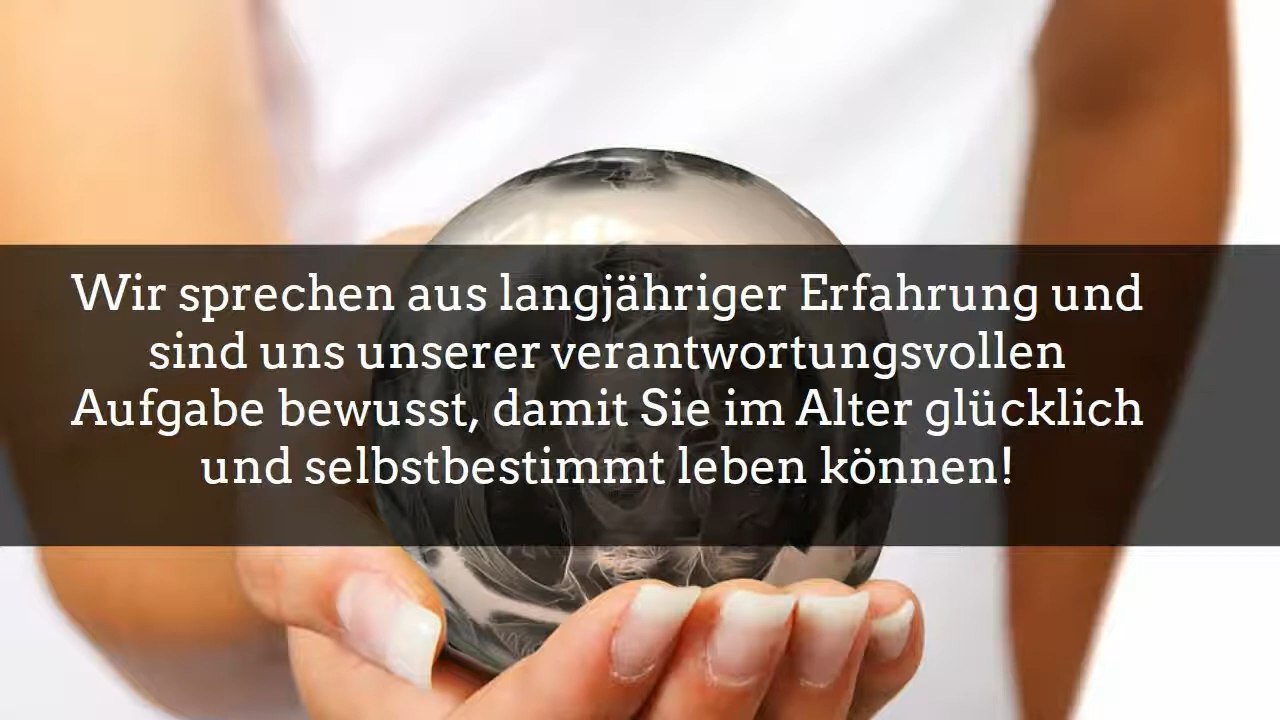 Wir sprechen aus langjähriger Erfahrung und
sind uns unserer verantwortungsvollen
Aufgabe bewusst, damit Sie im Alter glücklich
und selbstbestimmt leben können!